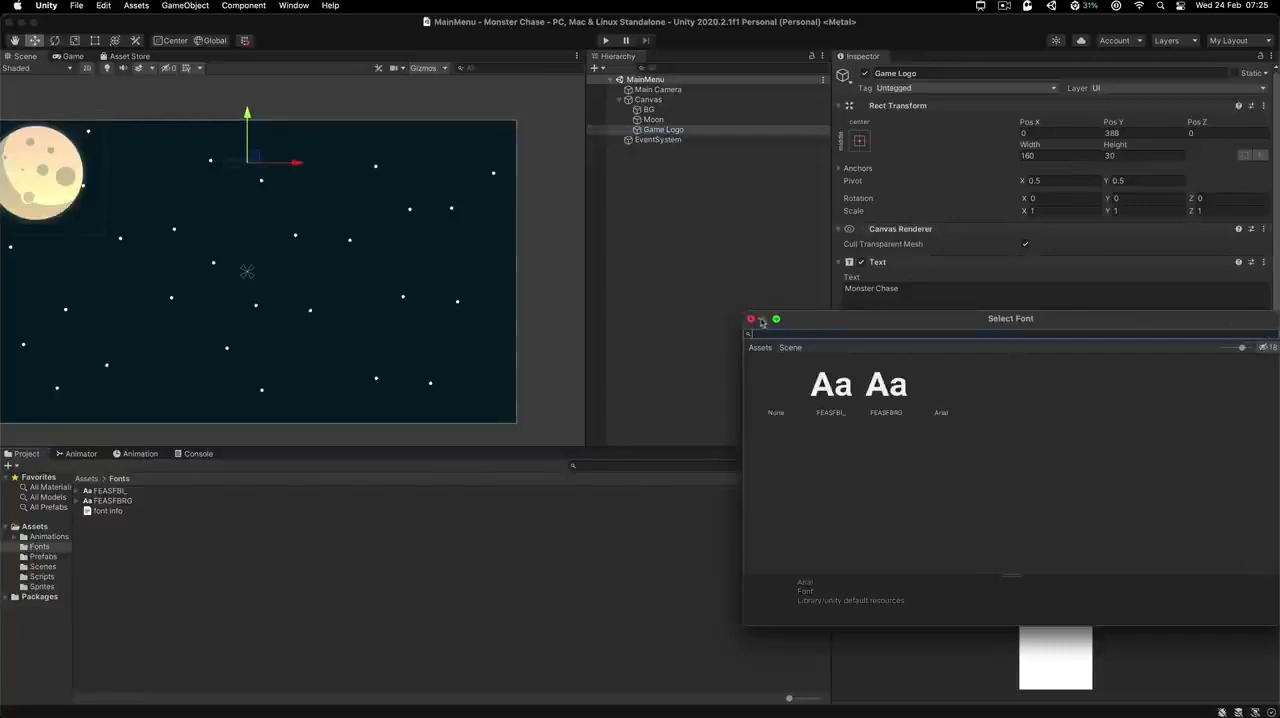 Unity File Edit Assets GameObject Component Window Help 31% Wed 24 Feb 07:25
MainMenu - Monster Chase - PC, Mac & Linux Standalone - Unity 2020.2.1f1 Personal (Personal) <Metal>
Center Global Account Layers My Layout
Scene Game Asset Store Hierarchy Inspector
Shaded 2D Gizmos All
MainMenu
Main Camera
Canvas
BG
Moon
Game Logo
EventSystem
Game Logo Static
Tag Untagged Layer UI
Rect Transform
center Pos X Pos Y Pos Z
middle 0 388 0
Width Height
160 30
Anchors
Pivot X 0.5 Y 0.5
Rotation X 0 Y 0 Z 0
Scale X 1 Y 1 Z 1
Canvas Renderer
Cull Transparent Mesh
Text
Text
Monster Chase
Select Font
Assets Scene 18
Aa Aa
None FEASFBI_ FEASFBRG Arial
Arial
Font
Library/unity default resources
Project Animator Animation Console
Favorites
All Materials
All Models
All Prefabs
Assets
Animations
Fonts
Prefabs
Scenes
Scripts
Sprites
Packages
Assets > Fonts
Aa FEASFBI_
Aa FEASFBRG
font info